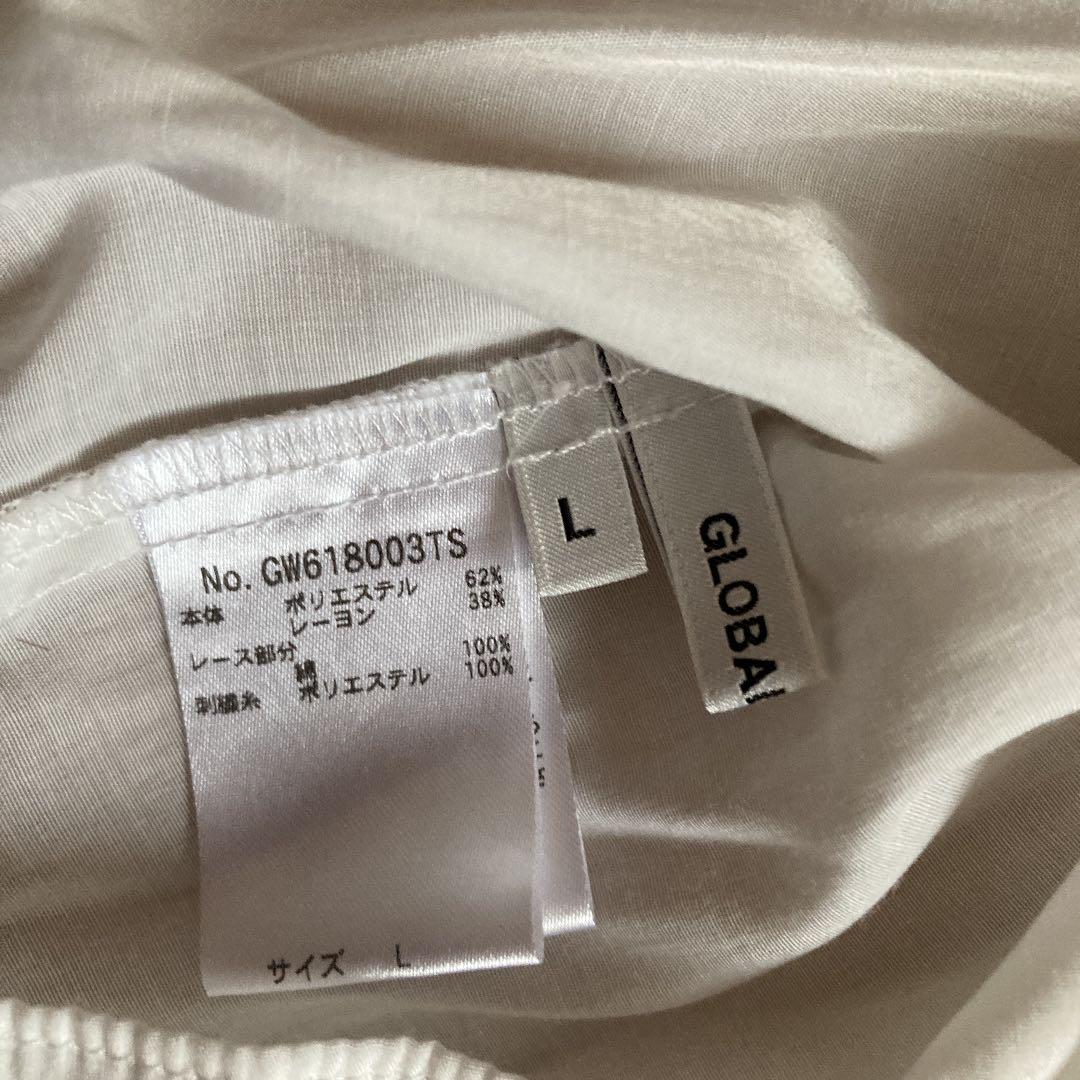 No. GW618003TS
本体 ポリエステル 62%
レーヨン 38%
レース部分
綿 100%
刺繍糸 ポリエステル 100%
サイズ L
L
GLOBA